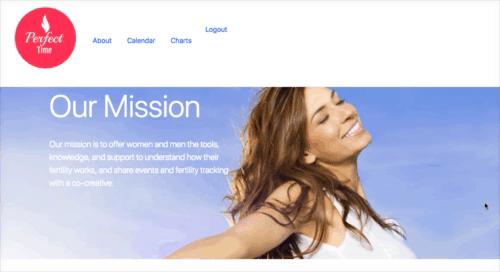 Perfect
Time
About
Calendar
Charts
Logout
Our Mission
Our mission is to offer women and men the tools,
knowledge, and support to understand how their
fertility works, and share events and fertility tracking
with a co-creative.